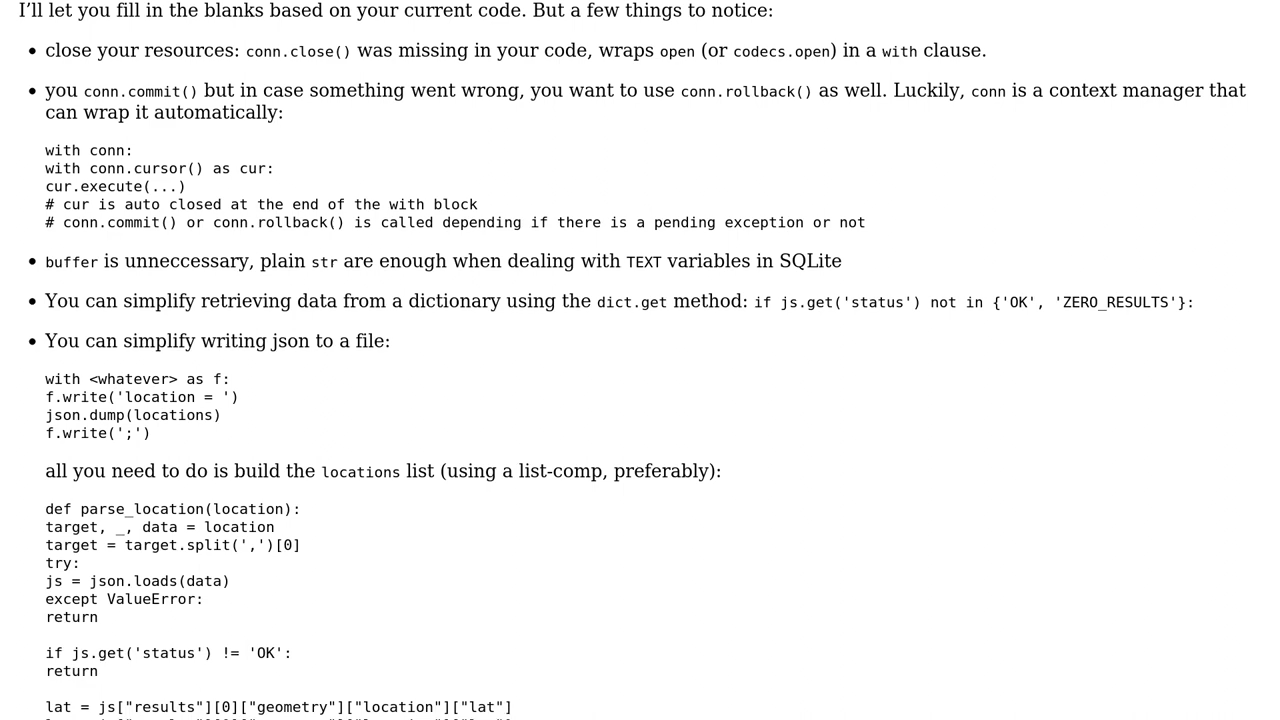 I’ll let you fill in the blanks based on your current code. But a few things to notice:
• close your resources: conn.close() was missing in your code, wraps open (or codecs.open) in a with clause.
• you conn.commit() but in case something went wrong, you want to use conn.rollback() as well. Luckily, conn is a context manager that
can wrap it automatically:
with conn:
with conn.cursor() as cur:
cur.execute(...)
# cur is auto closed at the end of the with block
# conn.commit() or conn.rollback() is called depending if there is a pending exception or not
• buffer is unneccessary, plain str are enough when dealing with TEXT variables in SQLite
• You can simplify retrieving data from a dictionary using the dict.get method: if js.get('status') not in {'OK', 'ZERO_RESULTS'}:
• You can simplify writing json to a file:
with <whatever> as f:
f.write('location = ')
json.dump(locations)
f.write(';')
all you need to do is build the locations list (using a list-comp, preferably):
def parse_location(location):
target, _, data = location
target = target.split(',')[0]
try:
js = json.loads(data)
except ValueError:
return
if js.get('status') != 'OK':
return
lat = js["results"][0]["geometry"]["location"]["lat"]